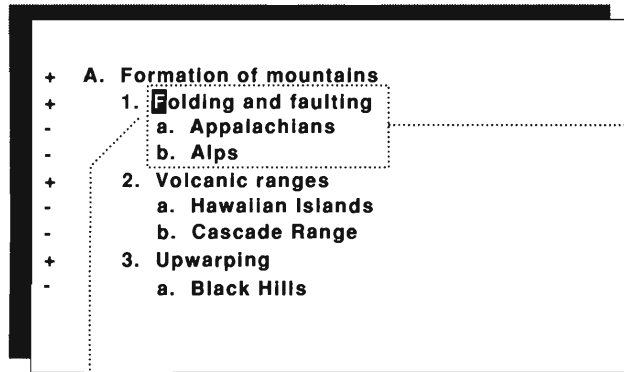 + A. Formation of mountains
+ 1. Folding and faulting
- a. Appalachians
- b. Alps
+ 2. Volcanic ranges
- a. Hawaiian Islands
- b. Cascade Range
+ 3. Upwarping
- a. Black Hills